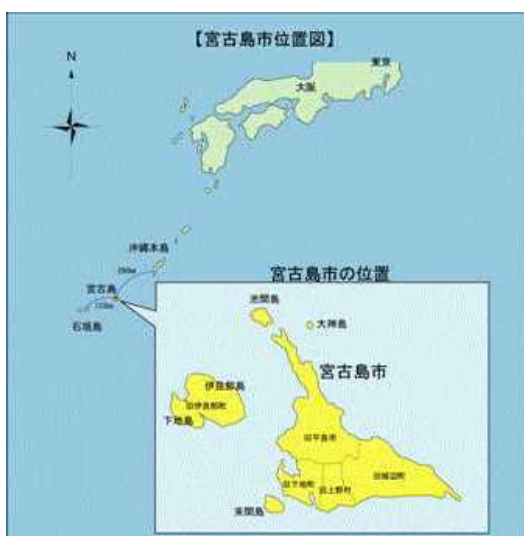 【宮古島市位置図】
N
東京
大阪
沖縄本島
宮古島
石垣島
宮古島市の位置
池間島
大神島
宮古島市
伊良部島
旧伊良部町
下地島
旧平良市
旧城辺町
旧下地町
旧上野村
来間島